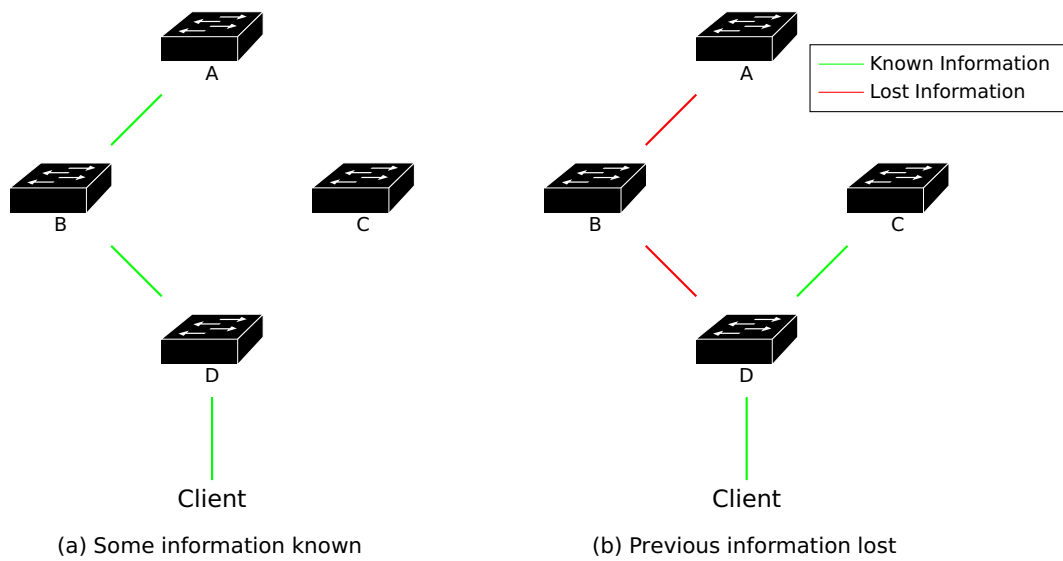 A
B
C
D
Client
(a) Some information known
A
Known Information
Lost Information
B
C
D
Client
(b) Previous information lost